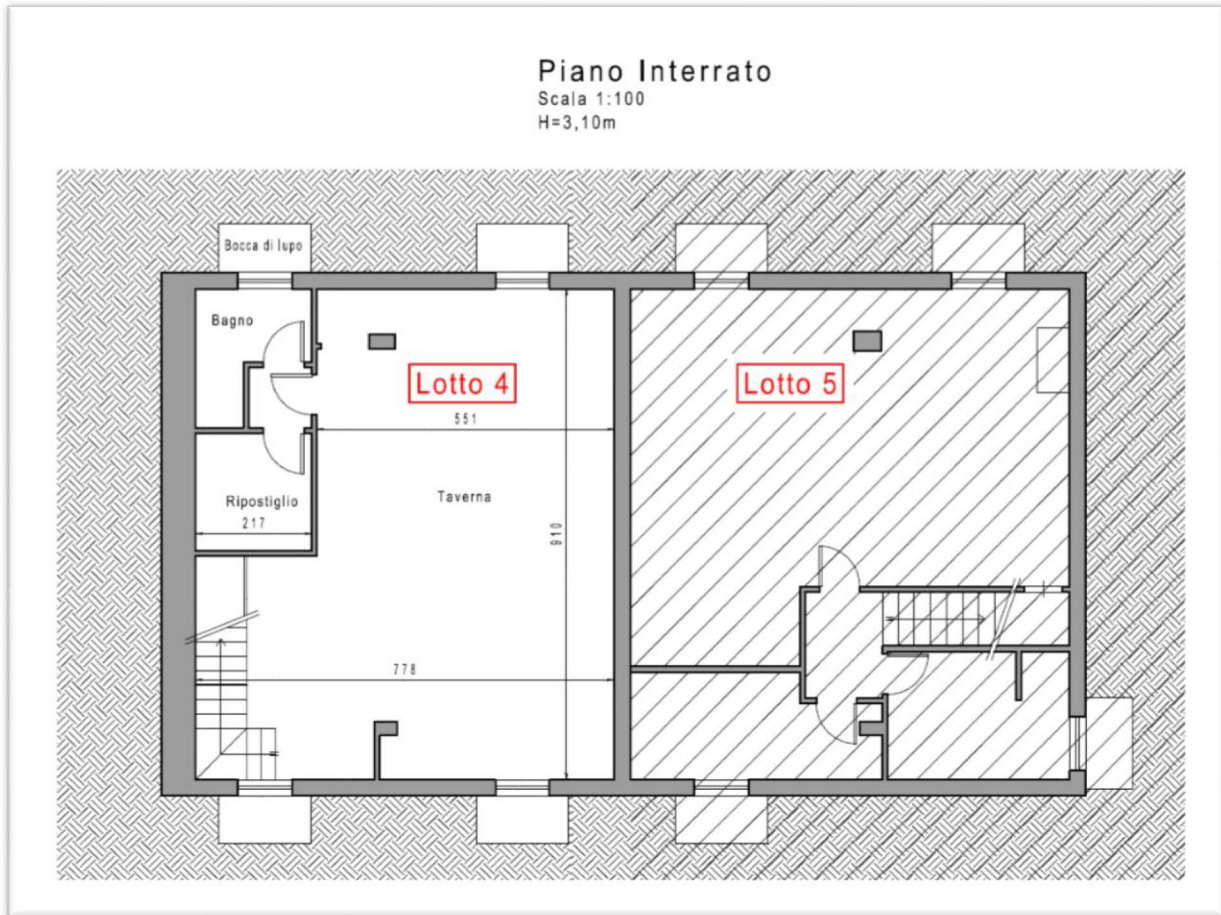 Piano Interrato
Scala 1:100
H=3,10m
Bocca di lupo
Bagno
Lotto 4
Lotto 5
551
Taverna
Ripostiglio
217
910
778